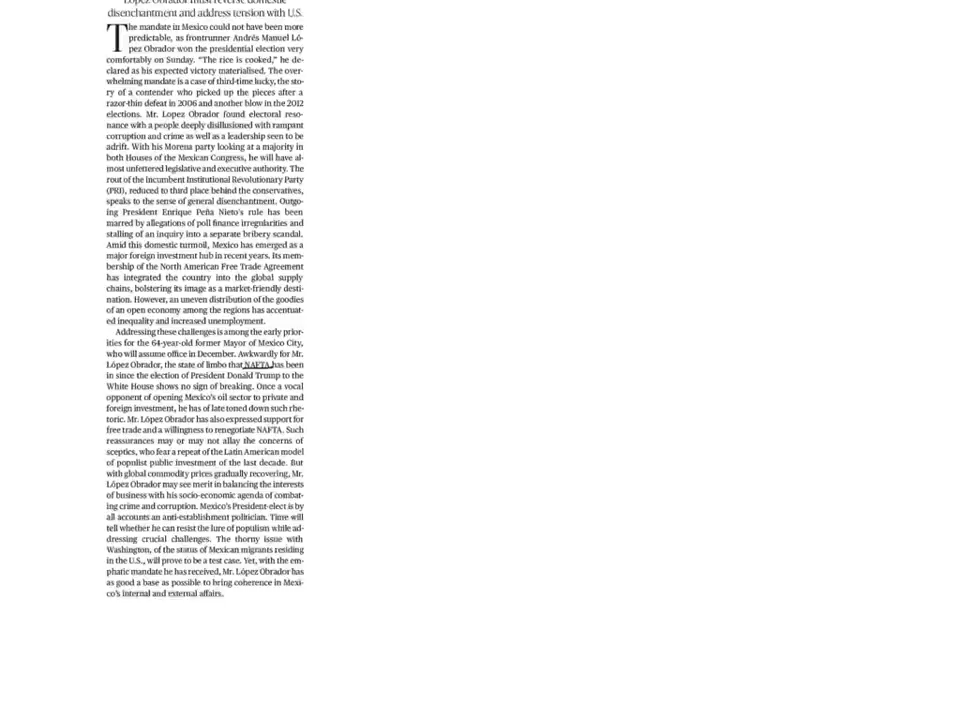 López Obrador must reverse domestic
disenchantment and address tension with U.S.
The mandate in Mexico could not have been more
predictable, as frontrunner Andrés Manuel Ló-
pez Obrador won the presidential election very
comfortably on Sunday. “The rice is cooked,” he de-
clared as his expected victory materialised. The over-
whelming mandate is a case of third-time lucky, the sto-
ry of a contender who picked up the pieces after a
razor-thin defeat in 2006 and another blow in the 2012
elections. Mr. Lopez Obrador found electoral reso-
nance with a people deeply disillusioned with rampant
corruption and crime as well as a leadership seen to be
adrift. With his Morena party looking at a majority in
both Houses of the Mexican Congress, he will have al-
most unfettered legislative and executive authority. The
rout of the incumbent Institutional Revolutionary Party
(PRI), reduced to third place behind the conservatives,
speaks to the sense of general disenchantment. Outgo-
ing President Enrique Peña Nieto’s rule has been
marred by allegations of poll finance irregularities and
stalling of an inquiry into a separate bribery scandal.
Amid this domestic turmoil, Mexico has emerged as a
major foreign investment hub in recent years. Its mem-
bership of the North American Free Trade Agreement
has integrated the country into the global supply
chains, bolstering its image as a market-friendly desti-
nation. However, an uneven distribution of the goodies
of an open economy among the regions has accentuat-
ed inequality and increased unemployment.
Addressing these challenges is among the early prior-
ities for the 64-year-old former Mayor of Mexico City,
who will assume office in December. Awkwardly for Mr.
López Obrador, the state of limbo that NAFTA has been
in since the election of President Donald Trump to the
White House shows no sign of breaking. Once a vocal
opponent of opening Mexico’s oil sector to private and
foreign investment, he has of late toned down such rhe-
toric. Mr. López Obrador has also expressed support for
free trade and a willingness to renegotiate NAFTA. Such
reassurances may or may not allay the concerns of
sceptics, who fear a repeat of the Latin American model
of populist public investment of the last decade. But
with global commodity prices gradually recovering, Mr.
López Obrador may see merit in balancing the interests
of business with his socio-economic agenda of combat-
ing crime and corruption. Mexico’s President-elect is by
all accounts an anti-establishment politician. Time will
tell whether he can resist the lure of populism while ad-
dressing crucial challenges. The thorny issue with
Washington, of the status of Mexican migrants residing
in the U.S., will prove to be a test case. Yet, with the em-
phatic mandate he has received, Mr. López Obrador has
as good a base as possible to bring coherence in Mexi-
co’s internal and external affairs.